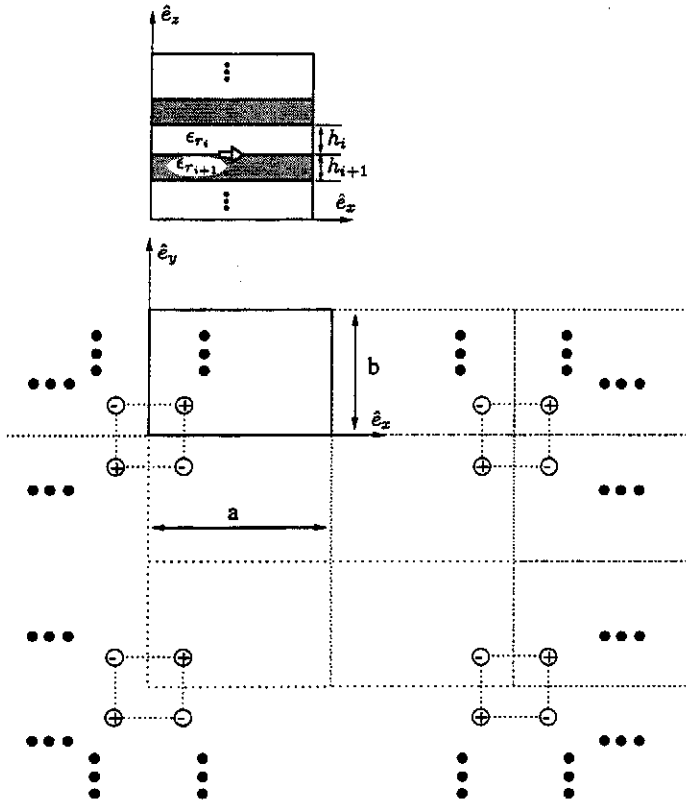 ê_z
ϵ_{r_i}
h_i
ϵ_{r_{i+1}}
h_{i+1}
ê_x
ê_y
b
- +
- +
ê_x
+ -
+ -
a
- +
- +
+ -
+ -